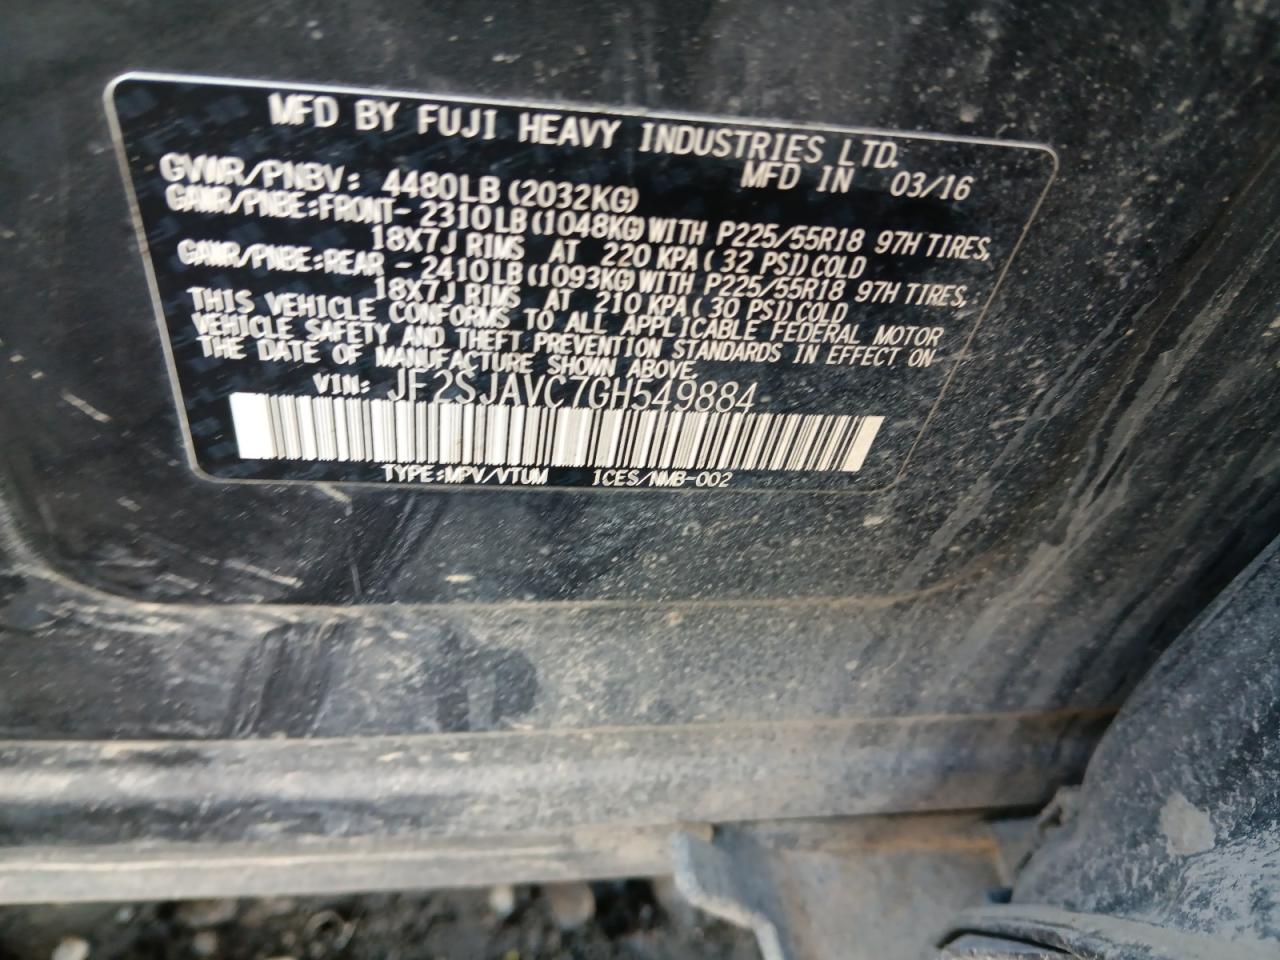 MFD BY FUJI HEAVY INDUSTRIES LTD.
MFD IN 03/16
GVWR/PNBV: 4480LB(2032KG)
GAWR/PNBE:FRONT-2310LB(1048KG)WITH P225/55R18 97H TIRES,
18X7J RIMS AT 220 KPA(32 PSI)COLD
GAWR/PNBE:REAR -2410LB(1093KG)WITH P225/55R18 97H TIRES,
18X7J RIMS AT 210 KPA(30 PSI)COLD
THIS VEHICLE CONFORMS TO ALL APPLICABLE FEDERAL MOTOR
VEHICLE SAFETY AND THEFT PREVENTION STANDARDS IN EFFECT ON
THE DATE OF MANUFACTURE SHOWN ABOVE.
VIN: JF2SJAVC7GH549884
TYPE:MPV/VTUM 1CES/NMB-002